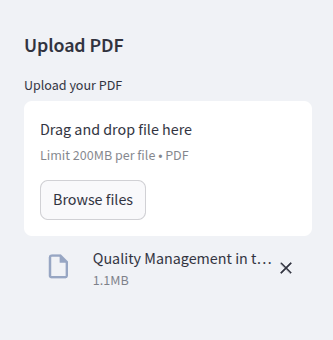 Upload PDF
Upload your PDF
Drag and drop file here
Limit 200MB per file • PDF
Browse files
Quality Management in t...
1.1MB